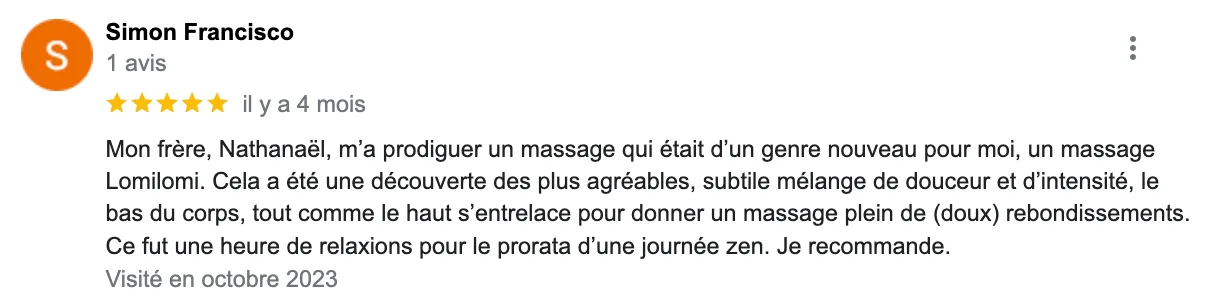 S
Simon Francisco
1 avis
il y a 4 mois
Mon frère, Nathanaël, m’a prodiguer un massage qui était d’un genre nouveau pour moi, un massage
Lomilomi. Cela a été une découverte des plus agréables, subtile mélange de douceur et d’intensité, le
bas du corps, tout comme le haut s’entrelace pour donner un massage plein de (doux) rebondissements.
Ce fut une heure de relaxions pour le prorata d’une journée zen. Je recommande.
Visité en octobre 2023